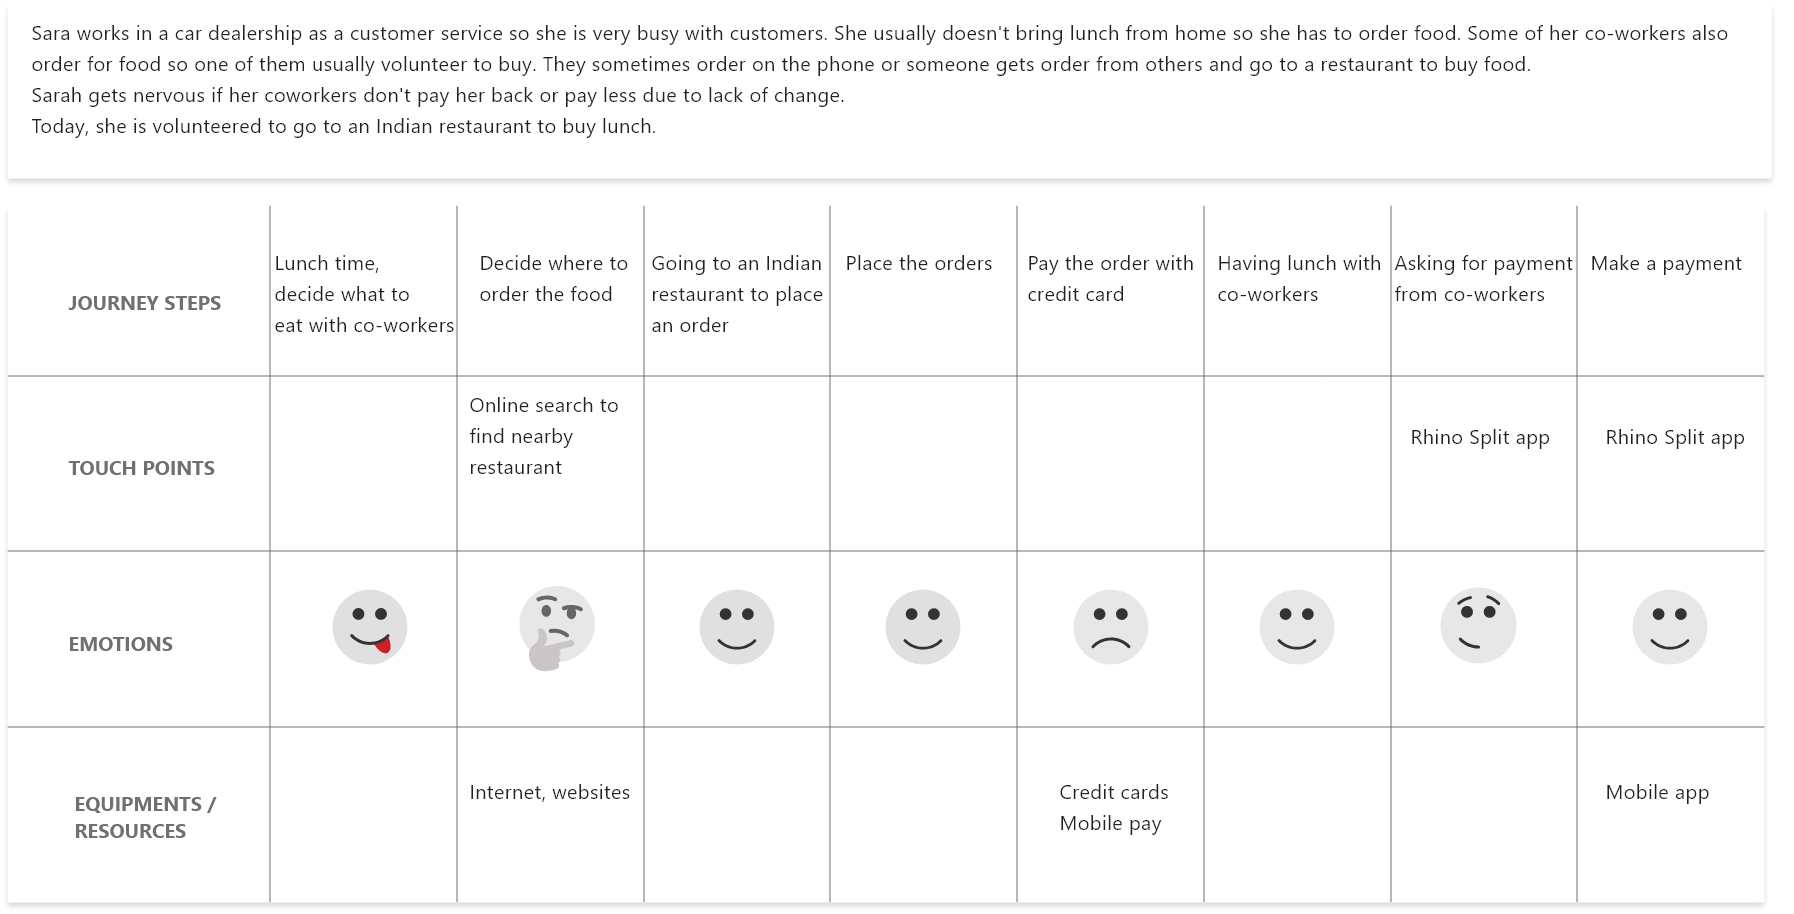 Sara works in a car dealership as a customer service so she is very busy with customers. She usually doesn't bring lunch from home so she has to order food. Some of her co-workers also
order for food so one of them usually volunteer to buy. They sometimes order on the phone or someone gets order from others and go to a restaurant to buy food.
Sarah gets nervous if her coworkers don't pay her back or pay less due to lack of change.
Today, she is volunteered to go to an Indian restaurant to buy lunch.
JOURNEY STEPS
Lunch time,
decide what to
eat with co-workers
Decide where to
order the food
Going to an Indian
restaurant to place
an order
Place the orders
Pay the order with
credit card
Having lunch with
co-workers
Asking for payment
from co-workers
Make a payment
TOUCH POINTS
Online search to
find nearby
restaurant
Rhino Split app
Rhino Split app
EMOTIONS
EQUIPMENTS /
RESOURCES
Internet, websites
Credit cards
Mobile pay
Mobile app